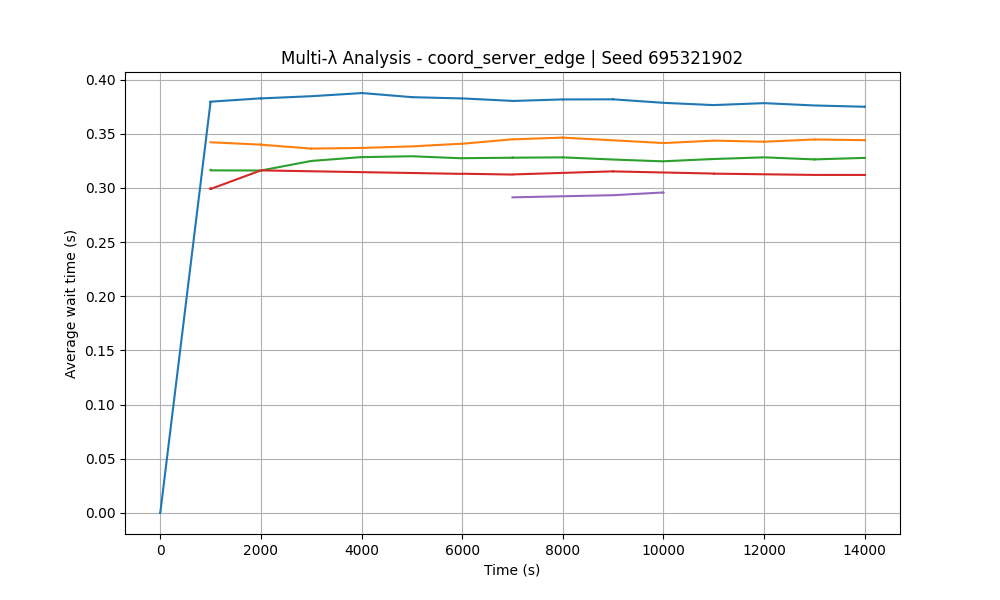 Multi-λ Analysis - coord_server_edge | Seed 695321902
Average wait time (s)
0.40
0.35
0.30
0.25
0.20
0.15
0.10
0.05
0.00
0 2000 4000 6000 8000 10000 12000 14000
Time (s)